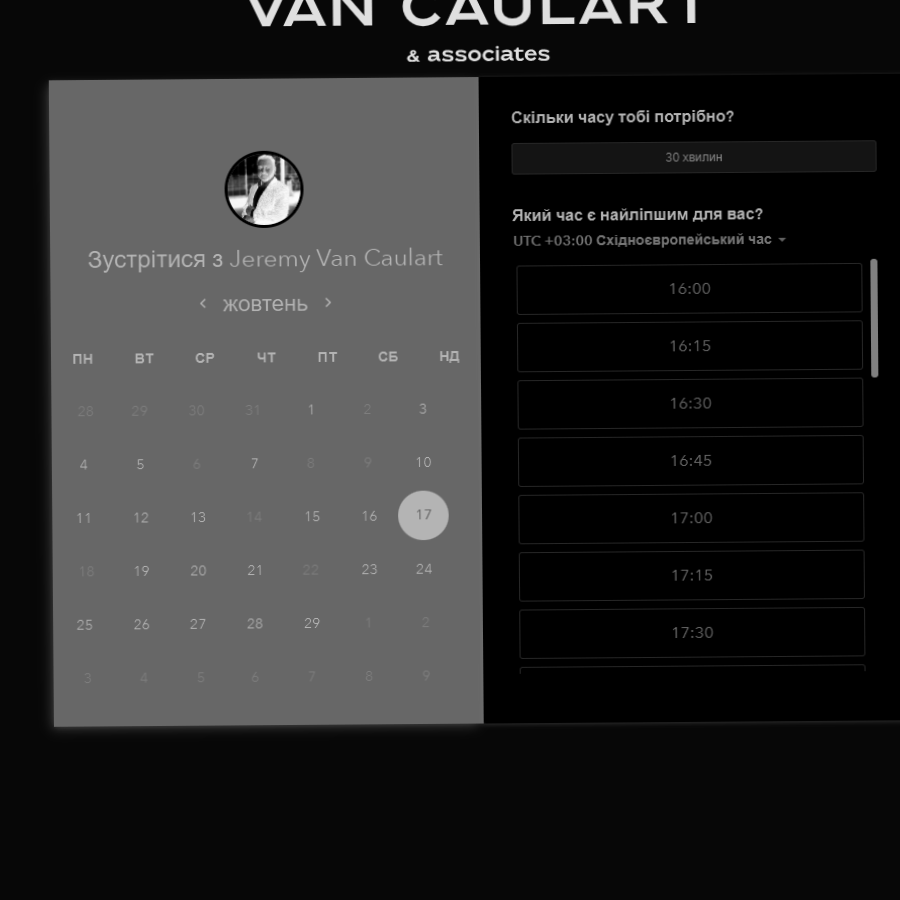 VAN CAULART
& associates
Зустрітися з Jeremy Van Caulart
‹ жовтень ›
ПН ВТ СР ЧТ ПТ СБ НД
28 29 30 31 1 2 3
4 5 6 7 8 9 10
11 12 13 14 15 16 17
18 19 20 21 22 23 24
25 26 27 28 29 1 2
3 4 5 6 7 8 9
Скільки часу тобі потрібно?
30 хвилин
Який час є найліпшим для вас?
UTC +03:00 Східноєвропейський час
16:00
16:15
16:30
16:45
17:00
17:15
17:30